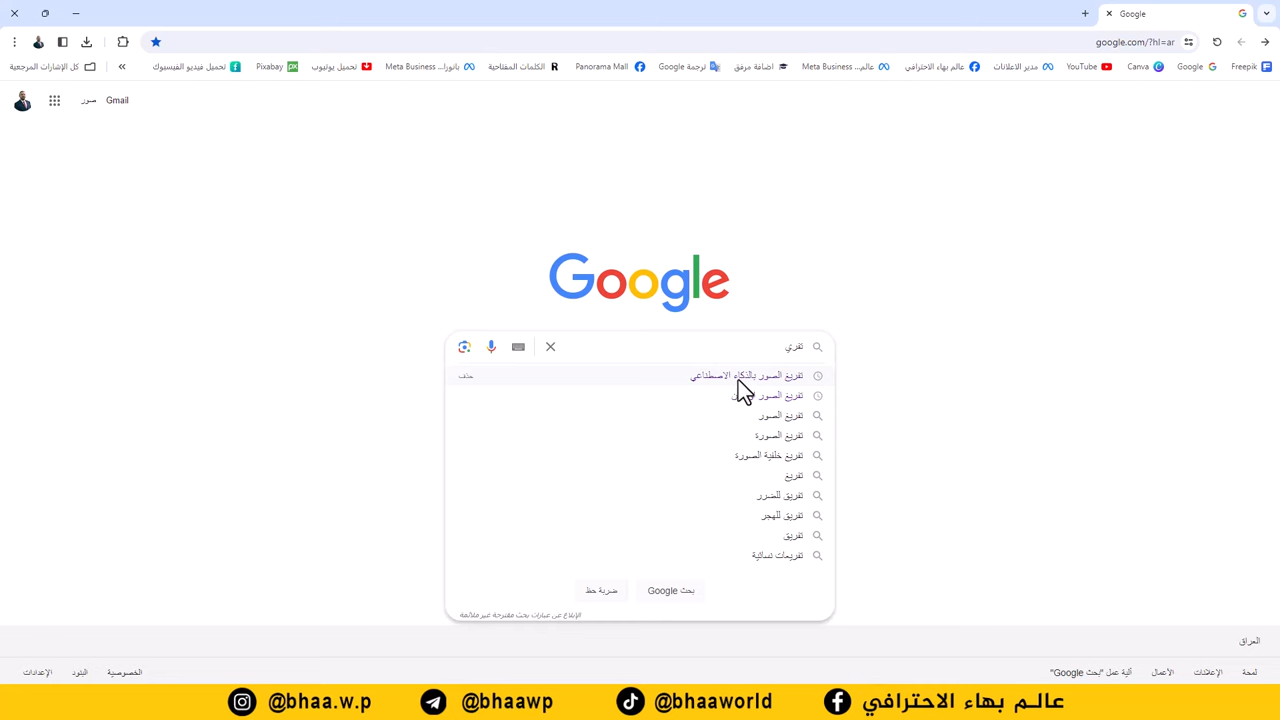 Google
google.com/?hl=ar
Freepik
Google
Canva
YouTube
مدير الاعلانات
عالم بهاء الاحترافي
Meta Business ...عالم
اضافة مرفق
ترجمة Google
Panorama Mall
الكلمات المفتاحية
Meta Business ...بانورا
تحميل يوتيوب
Pixabay
تحميل فيديو الفيسبوك
»
كل الإشارات المرجعية
Gmail
صور
Google
تفريـ
تفريغ الصور بالذكاء الاصطناعي
حذف
تفريغ الصور
تفريغ الصور
تفريغ الصورة
تفريغ خلفية الصورة
تفريغ
تفريق للضرر
تفريق للهجر
تفريق
تفريعات نسائية
بحث Google
ضربة حظ
الإبلاغ عن عبارات بحث مقترحة غير ملائمة
العراق
لمحة
الإعلانات
الأعمال
آلية عمل "بحث Google"
الخصوصية
البنود
الإعدادات
@bhaa.w.p
@bhaawp
@bhaaworld
عالـم بهاء الاحترافي